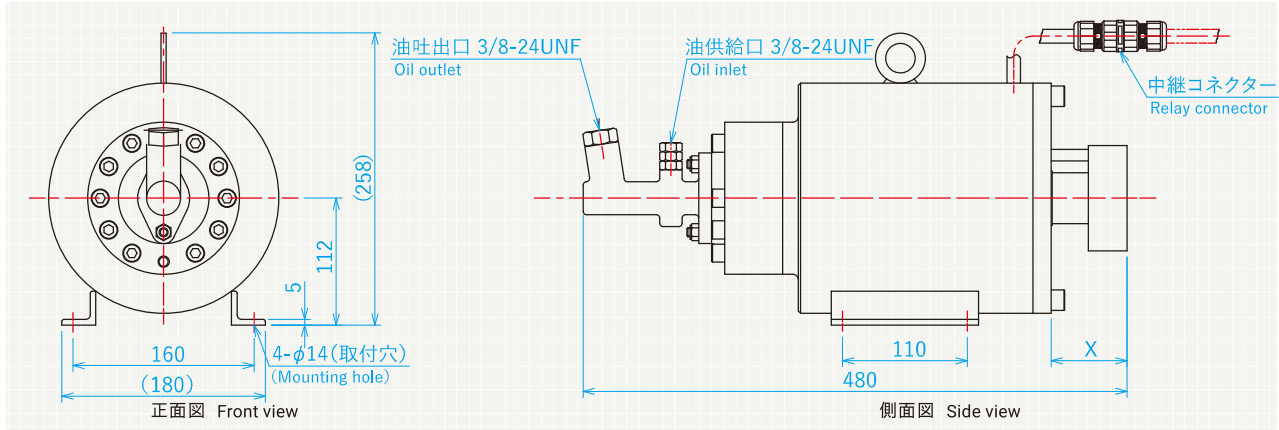 油吐出口 3/8-24UNF
Oil outlet
油供給口 3/8-24UNF
Oil inlet
中継コネクター
Relay connector
(258)
112
5
160
(180)
4-φ14(取付穴)
(Mounting hole)
110
X
480
正面図 Front view
側面図 Side view